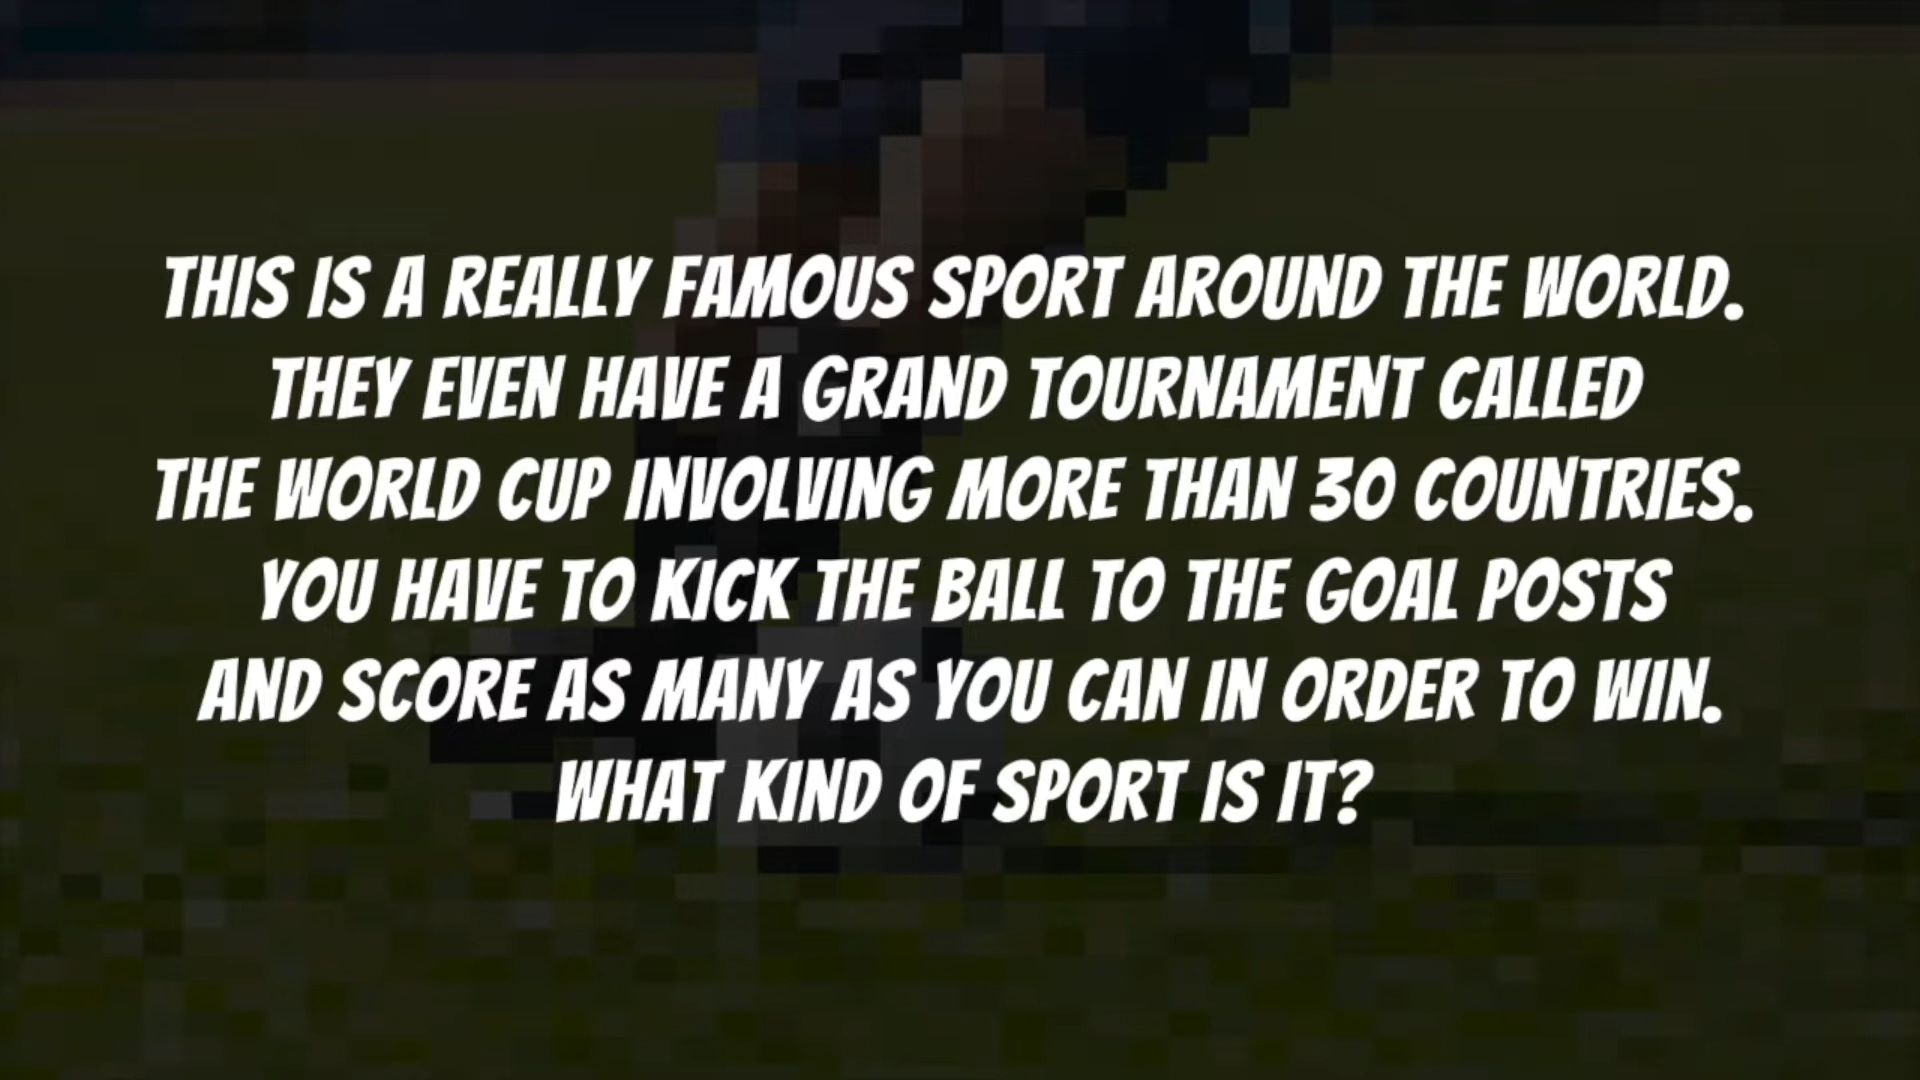 THIS IS A REALLY FAMOUS SPORT AROUND THE WORLD.
THEY EVEN HAVE A GRAND TOURNAMENT CALLED
THE WORLD CUP INVOLVING MORE THAN 30 COUNTRIES.
YOU HAVE TO KICK THE BALL TO THE GOAL POSTS
AND SCORE AS MANY AS YOU CAN IN ORDER TO WIN.
WHAT KIND OF SPORT IS IT?